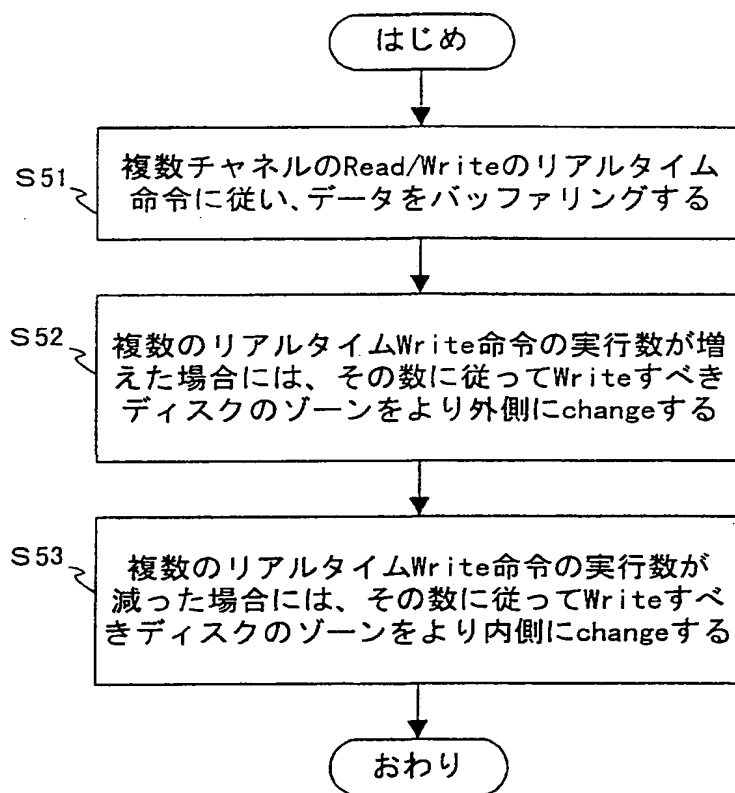 はじめ
S51
複数チャネルのRead/Writeのリアルタイム
命令に従い、データをバッファリングする
S52
複数のリアルタイムWrite命令の実行数が増
えた場合には、その数に従ってWriteすべき
ディスクのゾーンをより外側にchangeする
S53
複数のリアルタイムWrite命令の実行数が
減った場合には、その数に従ってWriteすべ
きディスクのゾーンをより内側にchangeする
おわり